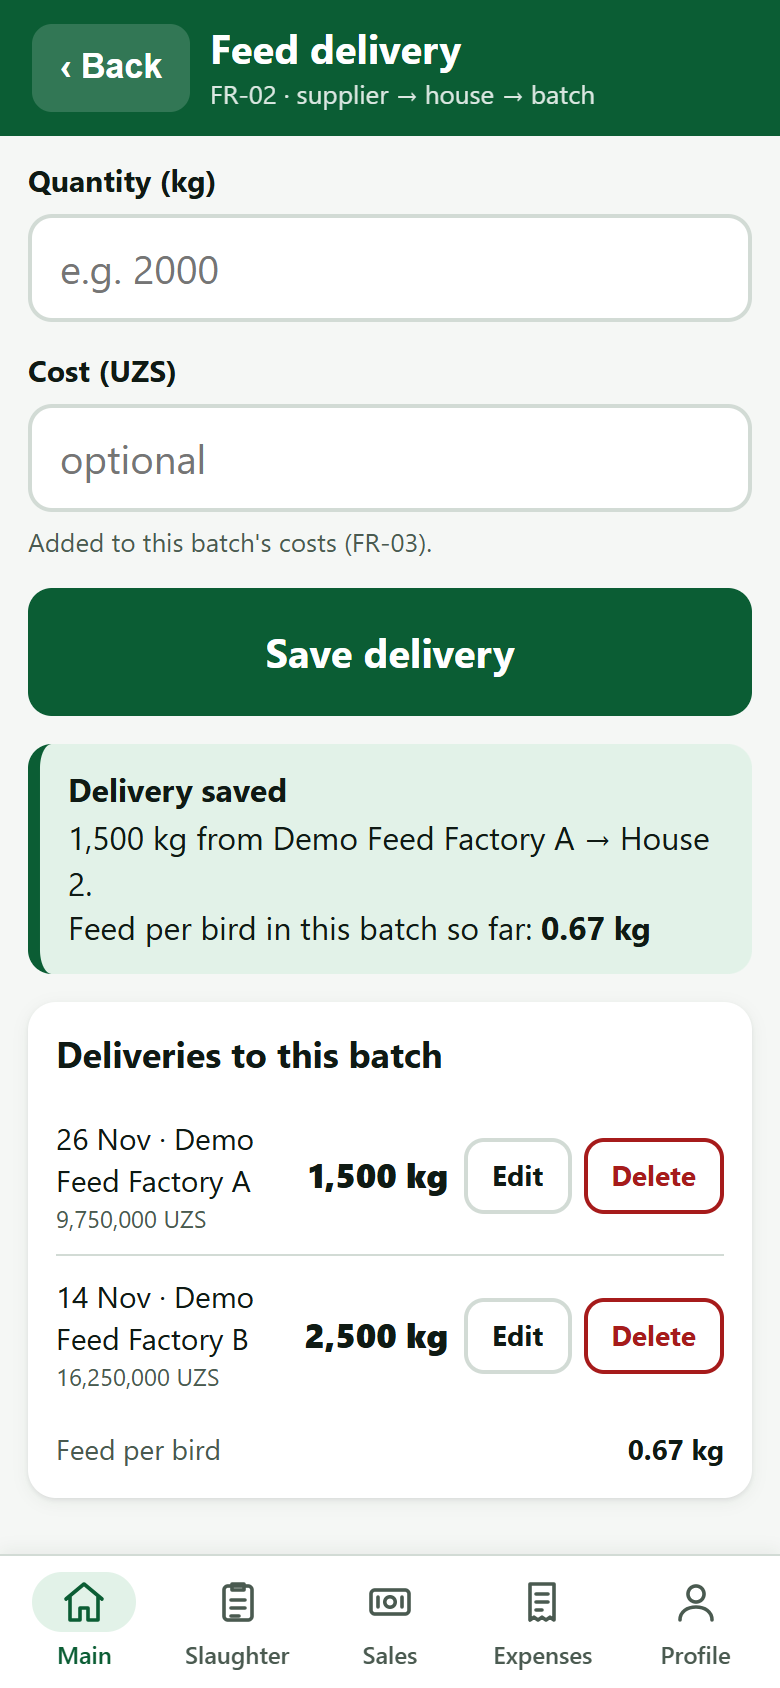 ‹ Back
Feed delivery
FR-02 · supplier → house → batch
Quantity (kg)
e.g. 2000
Cost (UZS)
optional
Added to this batch's costs (FR-03).
Save delivery
Delivery saved
1,500 kg from Demo Feed Factory A → House
2.
Feed per bird in this batch so far: 0.67 kg
Deliveries to this batch
26 Nov · Demo
Feed Factory A
9,750,000 UZS
1,500 kg
Edit
Delete
14 Nov · Demo
Feed Factory B
16,250,000 UZS
2,500 kg
Edit
Delete
Feed per bird
0.67 kg
Main
Slaughter
Sales
Expenses
Profile